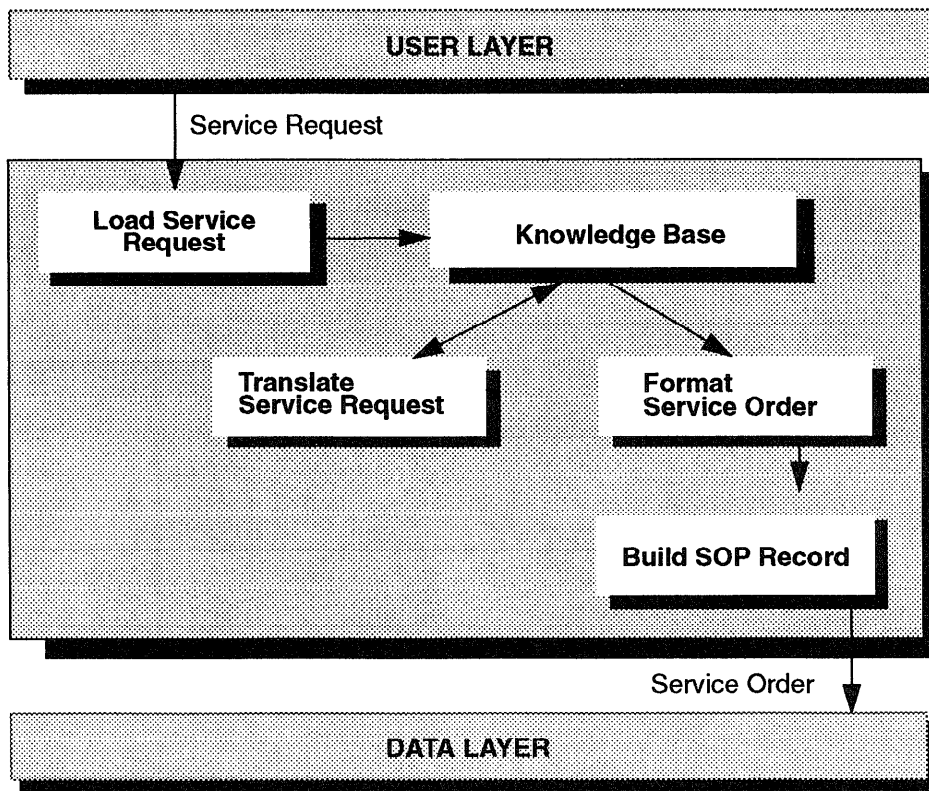 USER LAYER
Service Request
Load Service
Request
Knowledge Base
Translate
Service Request
Format
Service Order
Build SOP Record
Service Order
DATA LAYER